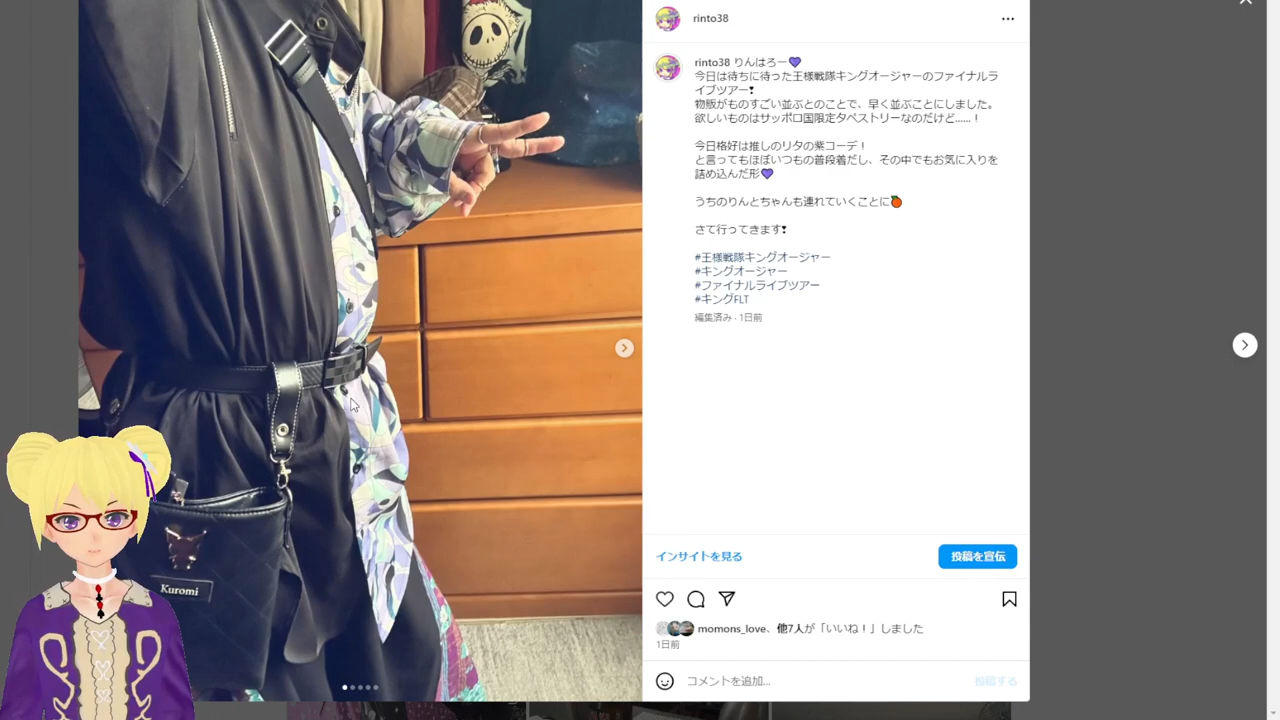 rinto38
rinto38 りんはろー💜
今日は待ちに待った王様戦隊キングオージャーのファイナルラ
イブツアー❣
物販がものすごい並ぶとのことで、早く並ぶことにしました。
欲しいものはサッポロ国限定タペストリーなのだけど……！
今日格好は推しのリタの紫コーデ！
と言ってもほぼいつもの普段着だし、その中でもお気に入りを
詰め込んだ形💜
うちのりんとちゃんも連れていくことに🍊
さて行ってきます❣
#王様戦隊キングオージャー
#キングオージャー
#ファイナルライブツアー
#キングFLT
編集済み・1日前
Kuromi
インサイトを見る
投稿を宣伝
momons_love、他7人が「いいね！」しました
1日前
コメントを追加...
投稿する